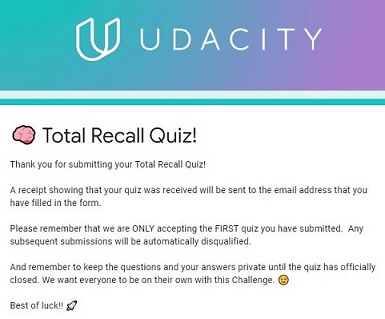 UDACITY
🧠 Total Recall Quiz!
Thank you for submitting your Total Recall Quiz!
A receipt showing that your quiz was received will be sent to the email address that you
have filled in the form.
Please remember that we are ONLY accepting the FIRST quiz you have submitted.  Any
subsequent submissions will be automatically disqualified.
And remember to keep the questions and your answers private until the quiz has officially
closed. We want everyone to be on their own with this Challenge. 😉
Best of luck!! 🚀